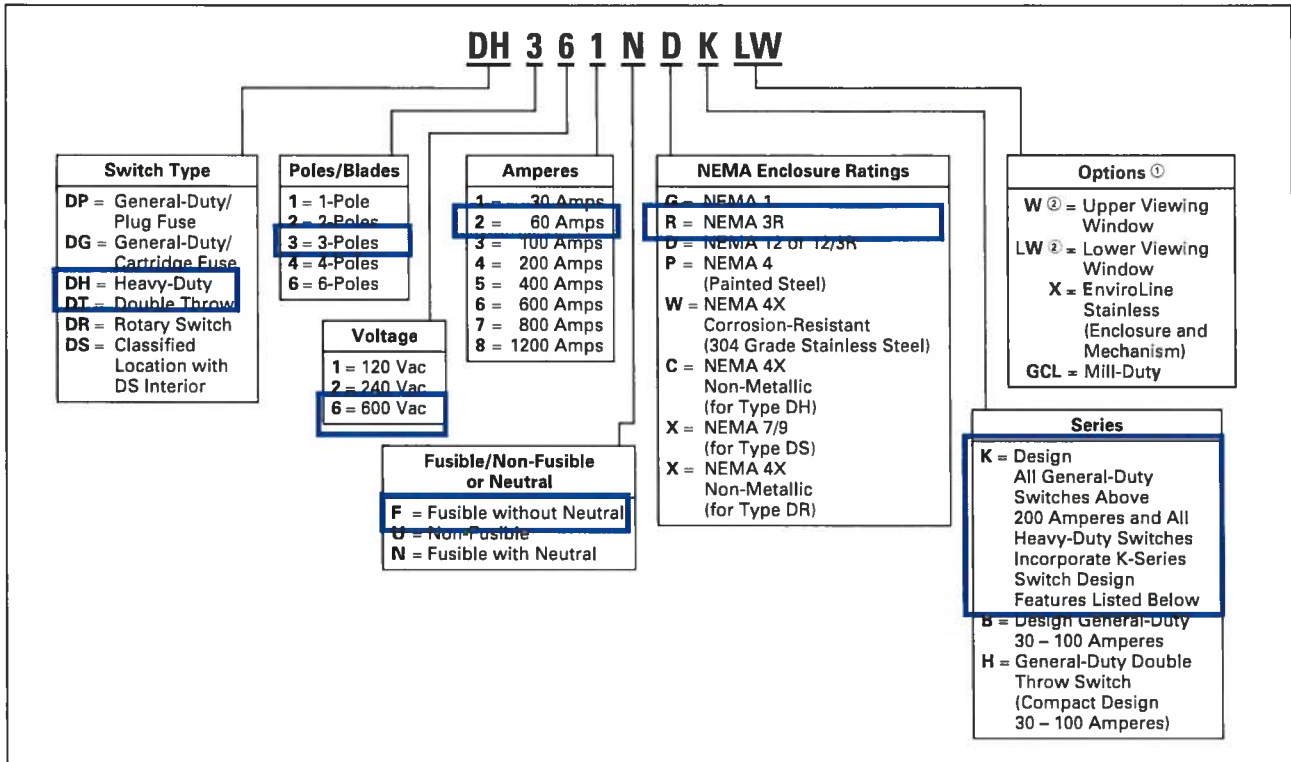 DH 3 6 1 N D K LW
Switch Type
DP = General-Duty/
Plug Fuse
DG = General-Duty/
Cartridge Fuse
DH = Heavy-Duty
DT = Double Throw
DR = Rotary Switch
DS = Classified
Location with
DS Interior
Poles/Blades
1 = 1-Pole
2 = 2-Poles
3 = 3-Poles
4 = 4-Poles
6 = 6-Poles
Voltage
1 = 120 Vac
2 = 240 Vac
6 = 600 Vac
Amperes
1 = 30 Amps
2 = 60 Amps
3 = 100 Amps
4 = 200 Amps
5 = 400 Amps
6 = 600 Amps
7 = 800 Amps
8 = 1200 Amps
Fusible/Non-Fusible
or Neutral
F = Fusible without Neutral
U = Non-Fusible
N = Fusible with Neutral
NEMA Enclosure Ratings
G = NEMA 1
R = NEMA 3R
D = NEMA 12 or 12/3R
P = NEMA 4
(Painted Steel)
W = NEMA 4X
Corrosion-Resistant
(304 Grade Stainless Steel)
C = NEMA 4X
Non-Metallic
(for Type DH)
X = NEMA 7/9
(for Type DS)
X = NEMA 4X
Non-Metallic
(for Type DR)
Options ①
W ② = Upper Viewing
Window
LW ② = Lower Viewing
Window
X = EnviroLine
Stainless
(Enclosure and
Mechanism)
GCL = Mill-Duty
Series
K = Design
All General-Duty
Switches Above
200 Amperes and All
Heavy-Duty Switches
Incorporate K-Series
Switch Design
Features Listed Below
B = Design General-Duty
30 – 100 Amperes
H = General-Duty Double
Throw Switch
(Compact Design
30 – 100 Amperes)